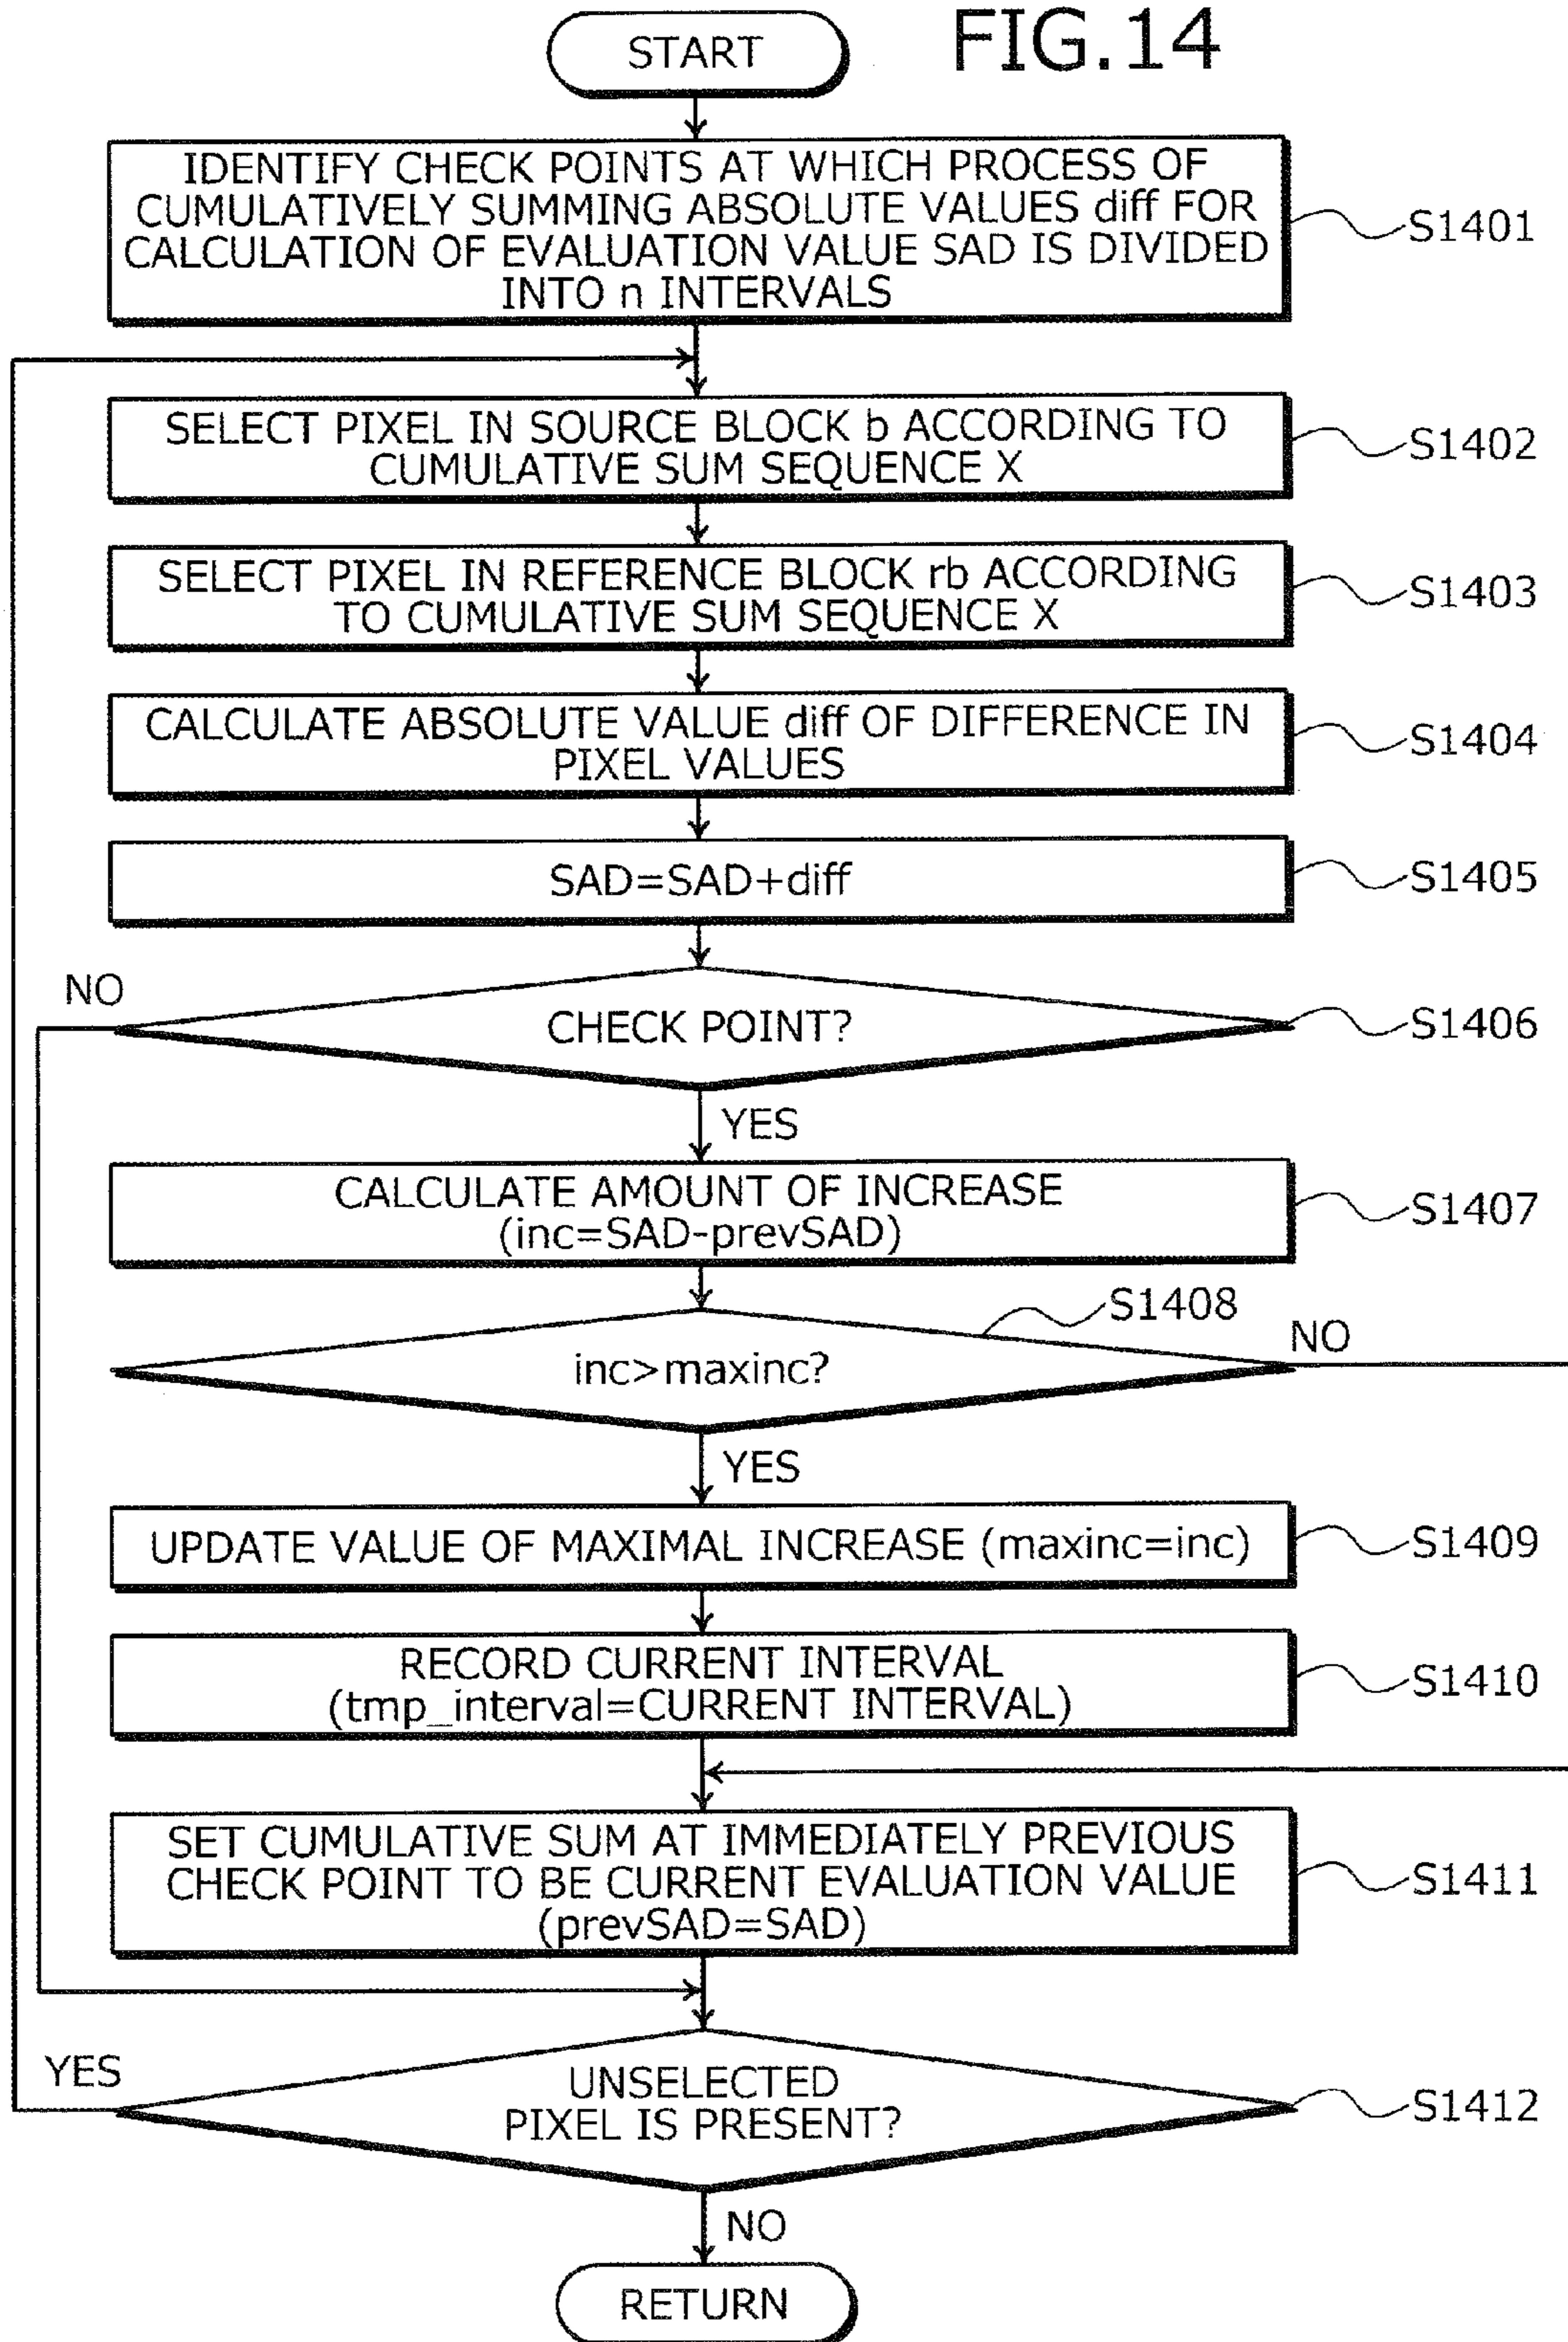 FIG.14
START
IDENTIFY CHECK POINTS AT WHICH PROCESS OF
CUMULATIVELY SUMMING ABSOLUTE VALUES diff FOR
CALCULATION OF EVALUATION VALUE SAD IS DIVIDED
INTO n INTERVALS
S1401
SELECT PIXEL IN SOURCE BLOCK b ACCORDING TO
CUMULATIVE SUM SEQUENCE X
S1402
SELECT PIXEL IN REFERENCE BLOCK rb ACCORDING
TO CUMULATIVE SUM SEQUENCE X
S1403
CALCULATE ABSOLUTE VALUE diff OF DIFFERENCE IN
PIXEL VALUES
S1404
SAD=SAD+diff
S1405
NO
CHECK POINT?
S1406
YES
CALCULATE AMOUNT OF INCREASE
(inc=SAD-prevSAD)
S1407
S1408
NO
inc>maxinc?
YES
UPDATE VALUE OF MAXIMAL INCREASE (maxinc=inc)
S1409
RECORD CURRENT INTERVAL
(tmp_interval=CURRENT INTERVAL)
S1410
SET CUMULATIVE SUM AT IMMEDIATELY PREVIOUS
CHECK POINT TO BE CURRENT EVALUATION VALUE
(prevSAD=SAD)
S1411
YES
UNSELECTED
PIXEL IS PRESENT?
S1412
NO
RETURN